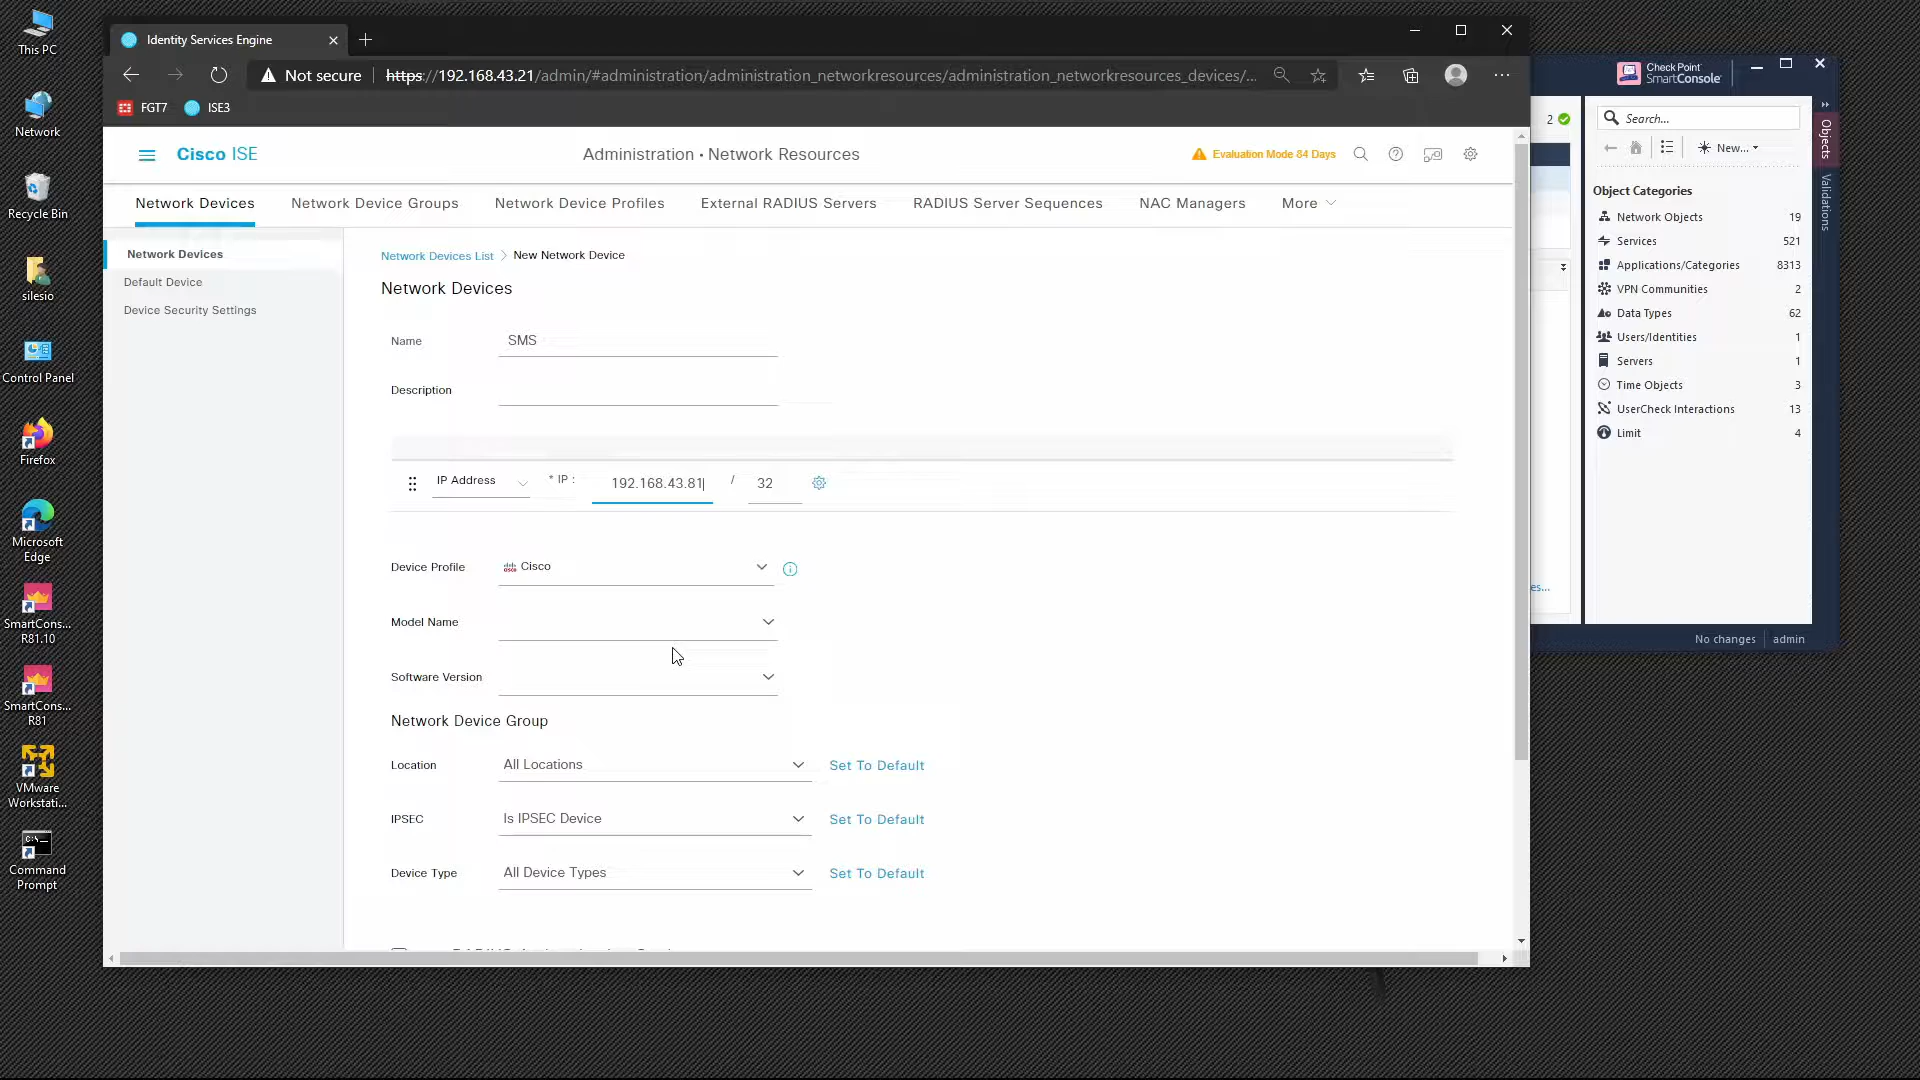 This PC
Network
Recycle Bin
silesio
Control Panel
Firefox
Microsoft
Edge
SmartCons...
R81.10
SmartCons...
R81
VMware
Workstati...
Command
Prompt
Identity Services Engine
Not secure
https://192.168.43.21/admin/#administration/administration_networkresources/administration_networkresources_devices/...
FGT7
ISE3
Cisco ISE
Administration · Network Resources
Evaluation Mode 84 Days
Network Devices
Network Device Groups
Network Device Profiles
External RADIUS Servers
RADIUS Server Sequences
NAC Managers
More
Network Devices
Default Device
Device Security Settings
Network Devices List > New Network Device
Network Devices
Name
SMS
Description
IP Address
* IP :
192.168.43.81
/
32
Device Profile
Cisco
Model Name
Software Version
Network Device Group
Location
All Locations
Set To Default
IPSEC
Is IPSEC Device
Set To Default
Device Type
All Device Types
Set To Default
Check Point
SmartConsole
2
Search...
New...
Objects
Validations
Object Categories
Network Objects 19
Services 521
Applications/Categories 8313
VPN Communities 2
Data Types 62
Users/Identities 1
Servers 1
Time Objects 3
UserCheck Interactions 13
Limit 4
es...
No changes
admin